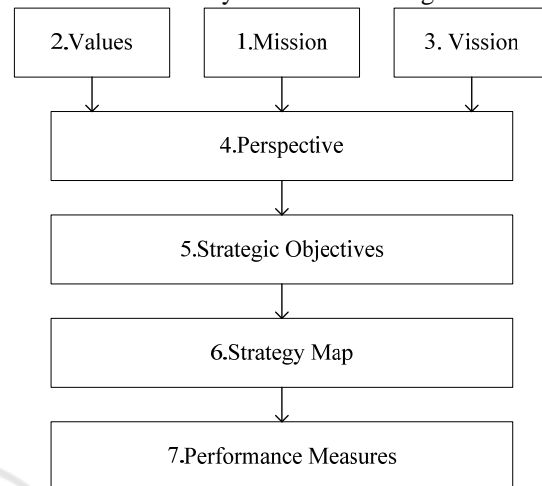 2.Values 1.Mission 3. Vission
4.Perspective
5.Strategic Objectives
6.Strategy Map
7.Performance Measures